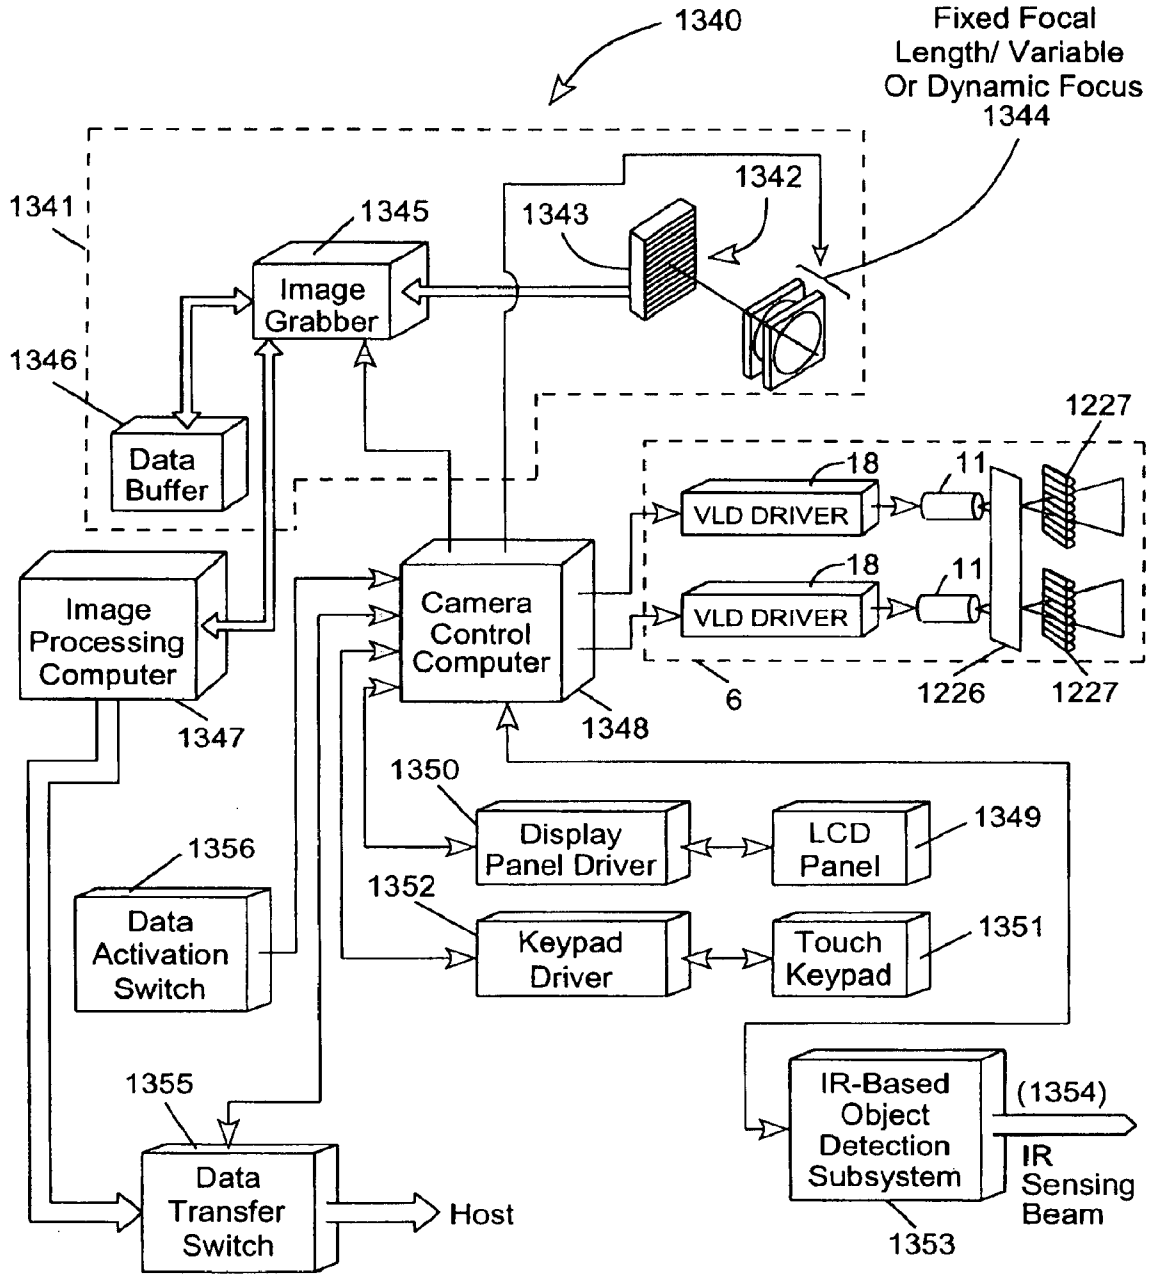 1340
Fixed Focal
Length/ Variable
Or Dynamic Focus
1344
1341
1345
1343
1342
Image
Grabber
1346
Data
Buffer
1227
18
11
VLD DRIVER
18
11
VLD DRIVER
6
1226
1227
Image
Processing
Computer
1347
Camera
Control
Computer
1348
1350
Display
Panel Driver
LCD
Panel
1349
1356
Data
Activation
Switch
1352
Keypad
Driver
Touch
Keypad
1351
1355
Data
Transfer
Switch
Host
IR-Based
Object
Detection
Subsystem
(1354)
IR
Sensing
Beam
1353